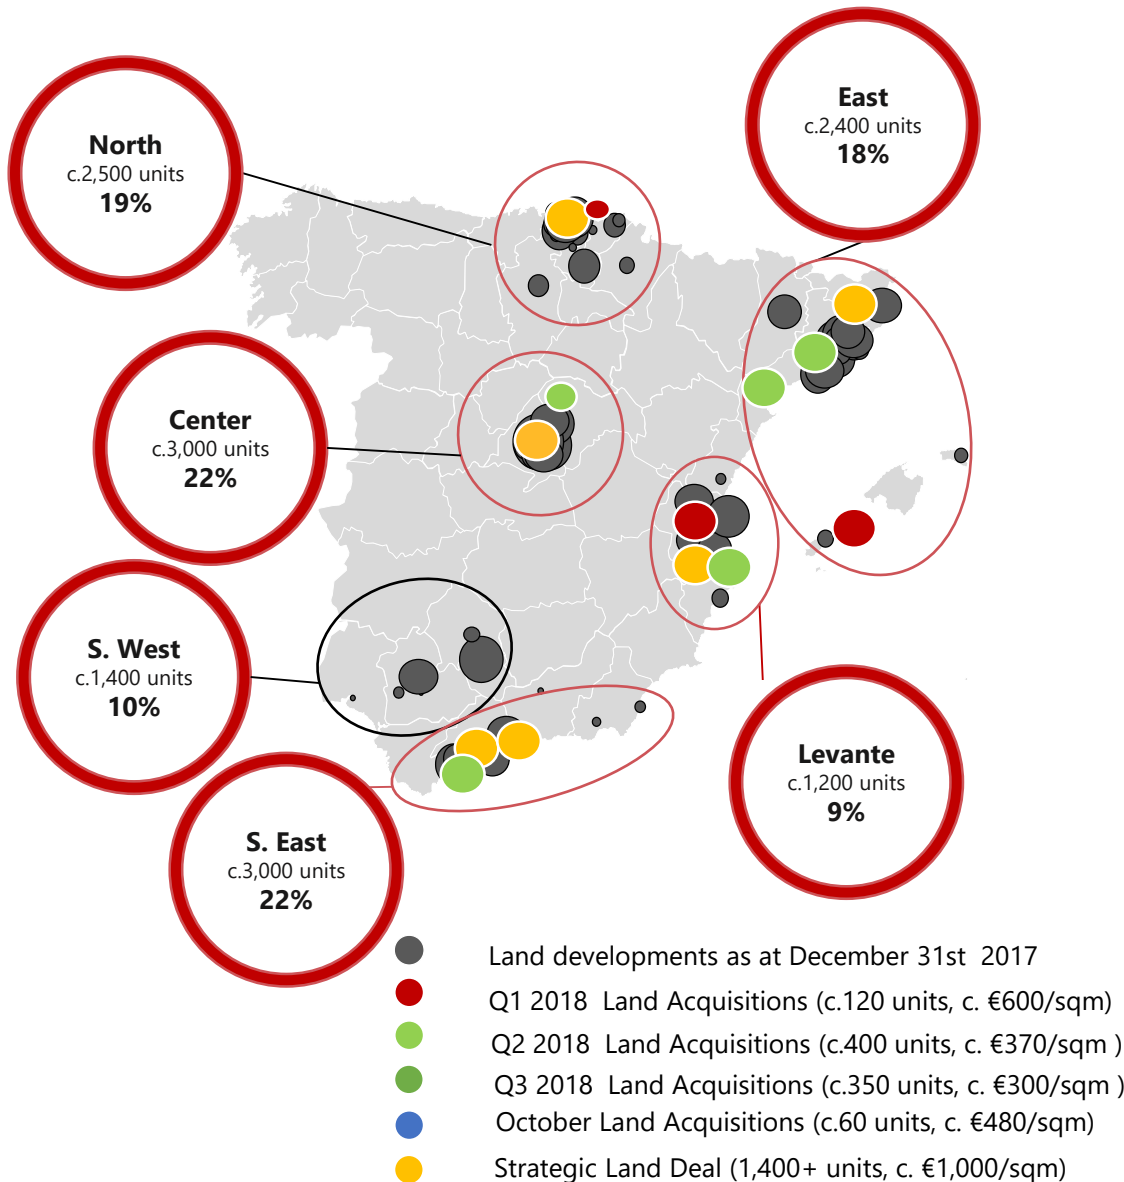 North
c.2,500 units
19%
East
c.2,400 units
18%
Center
c.3,000 units
22%
S. West
c.1,400 units
10%
Levante
c.1,200 units
9%
S. East
c.3,000 units
22%
Land developments as at December 31st 2017
Q1 2018 Land Acquisitions (c.120 units, c. €600/sqm)
Q2 2018 Land Acquisitions (c.400 units, c. €370/sqm )
Q3 2018 Land Acquisitions (c.350 units, c. €300/sqm )
October Land Acquisitions (c.60 units, c. €480/sqm)
Strategic Land Deal (1,400+ units, c. €1,000/sqm)